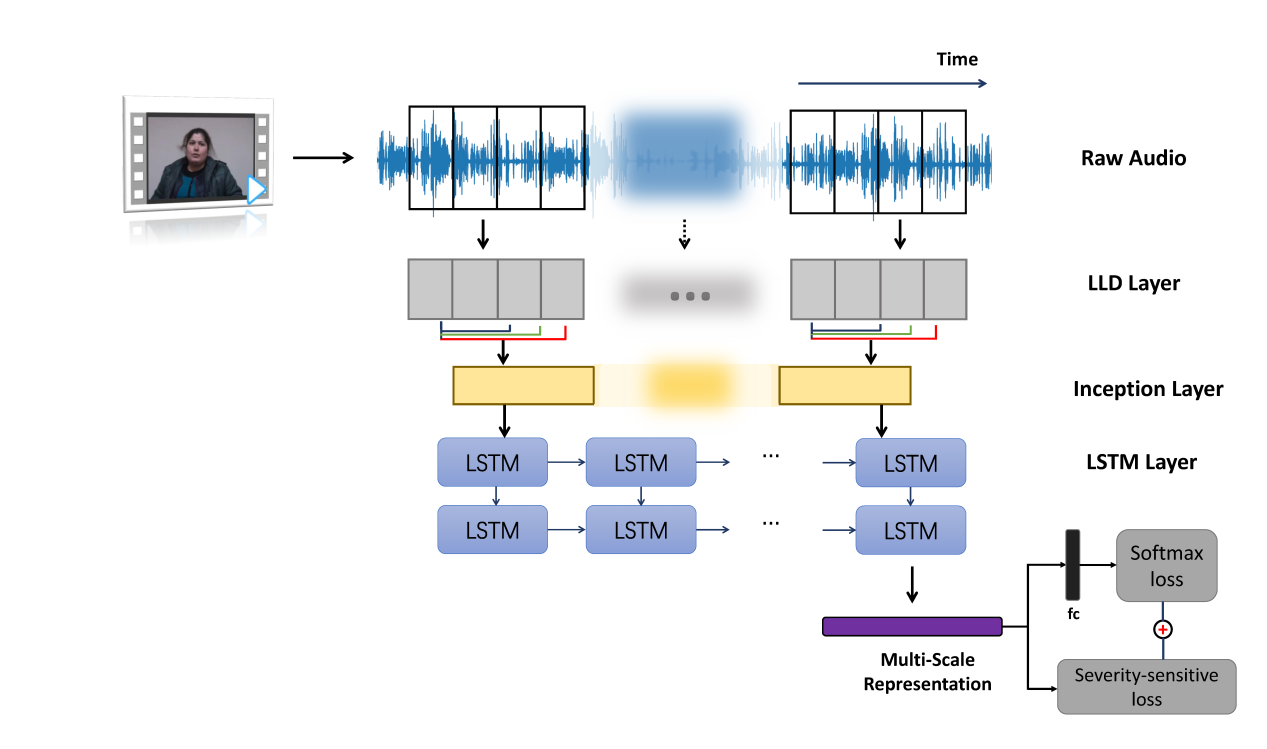 Time
Raw Audio
LLD Layer
...
Inception Layer
LSTM Layer
LSTM LSTM ... LSTM
LSTM LSTM ... LSTM
Softmax
loss
fc
+
Multi-Scale
Representation
Severity-sensitive
loss